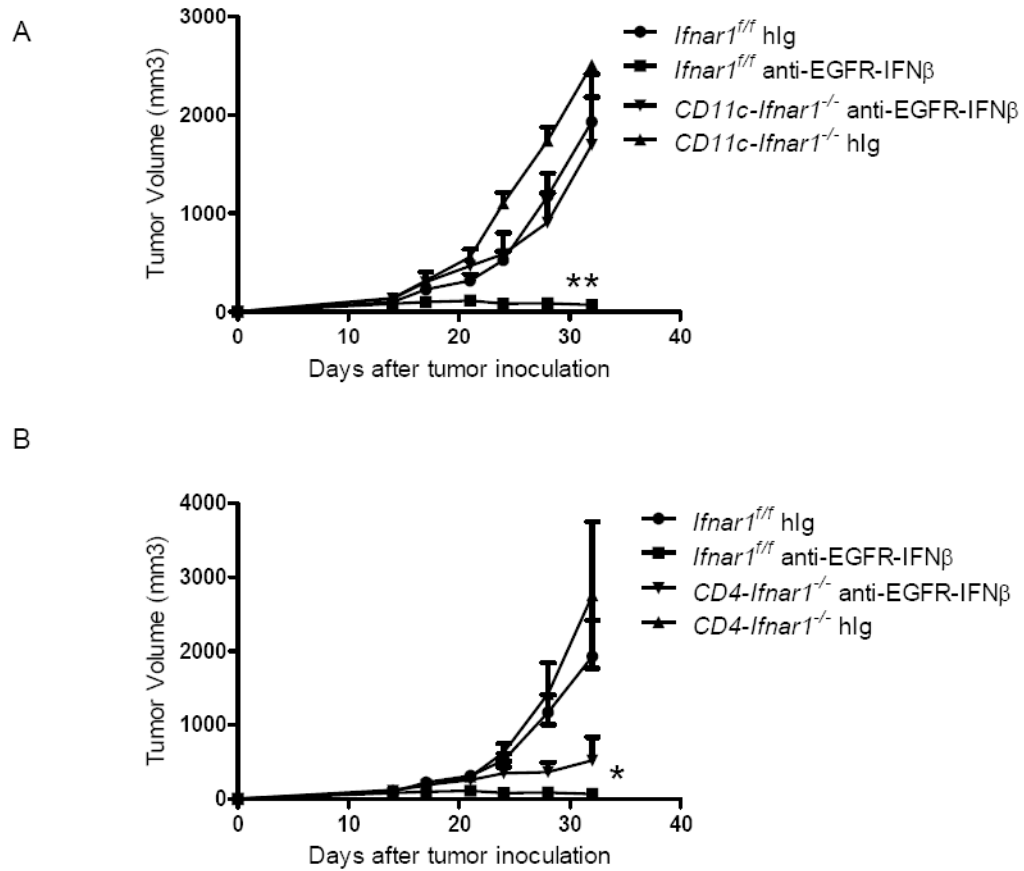 A
3000
2000
1000
0
Tumor Volume (mm3)
0 10 20 30 40
Days after tumor inoculation
**
Ifnar1f/f hIg
Ifnar1f/f anti-EGFR-IFNβ
CD11c-Ifnar1-/- anti-EGFR-IFNβ
CD11c-Ifnar1-/- hIg
B
4000
3000
2000
1000
0
Tumor Volume (mm3)
0 10 20 30 40
Days after tumor inoculation
*
Ifnar1f/f hIg
Ifnar1f/f anti-EGFR-IFNβ
CD4-Ifnar1-/- anti-EGFR-IFNβ
CD4-Ifnar1-/- hIg